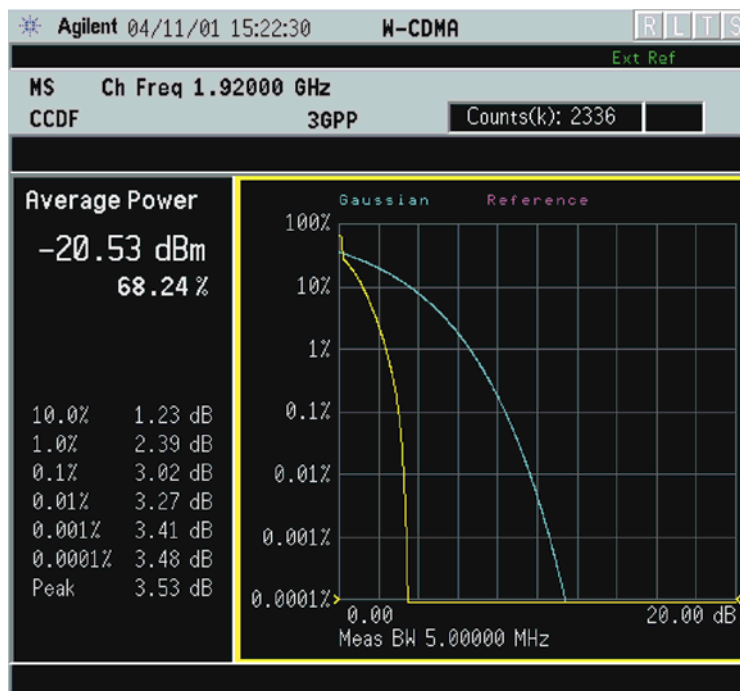 Agilent 04/11/01 15:22:30 W-CDMA R L T S
Ext Ref
MS Ch Freq 1.92000 GHz
CCDF 3GPP Counts(k): 2336
Average Power
-20.53 dBm
68.24 %
10.0% 1.23 dB
1.0% 2.39 dB
0.1% 3.02 dB
0.01% 3.27 dB
0.001% 3.41 dB
0.0001% 3.48 dB
Peak 3.53 dB
Gaussian Reference
100%
10%
1%
0.1%
0.01%
0.001%
0.0001%
0.00 20.00 dB
Meas BW 5.00000 MHz